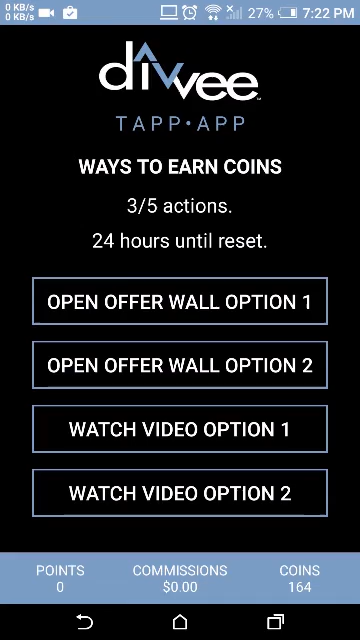 0 KB/s
0 KB/s
27%
7:22 PM
divvee
TAPP•APP
WAYS TO EARN COINS
3/5 actions.
24 hours until reset.
OPEN OFFER WALL OPTION 1
OPEN OFFER WALL OPTION 2
WATCH VIDEO OPTION 1
WATCH VIDEO OPTION 2
POINTS COMMISSIONS COINS
0 $0.00 164